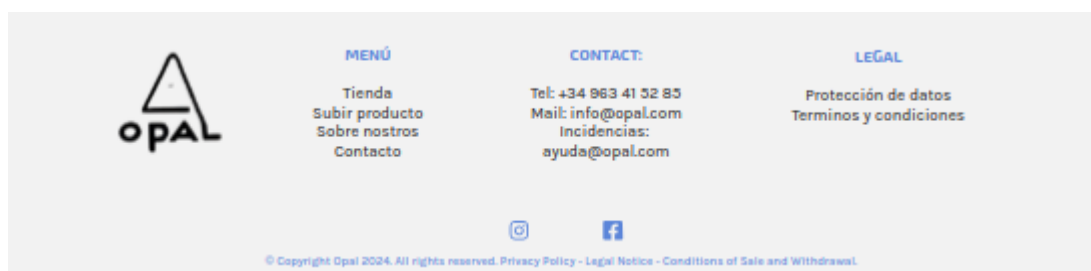 OPAL
MENÚ
Tienda
Subir producto
Sobre nostros
Contacto
CONTACT:
Tel: +34 963 41 52 85
Mail: info@opal.com
Incidencias:
ayuda@opal.com
LEGAL
Protección de datos
Terminos y condiciones
© Copyright Opal 2024. All rights reserved. Privacy Policy - Legal Notice - Conditions of Sale and Withdrawal.